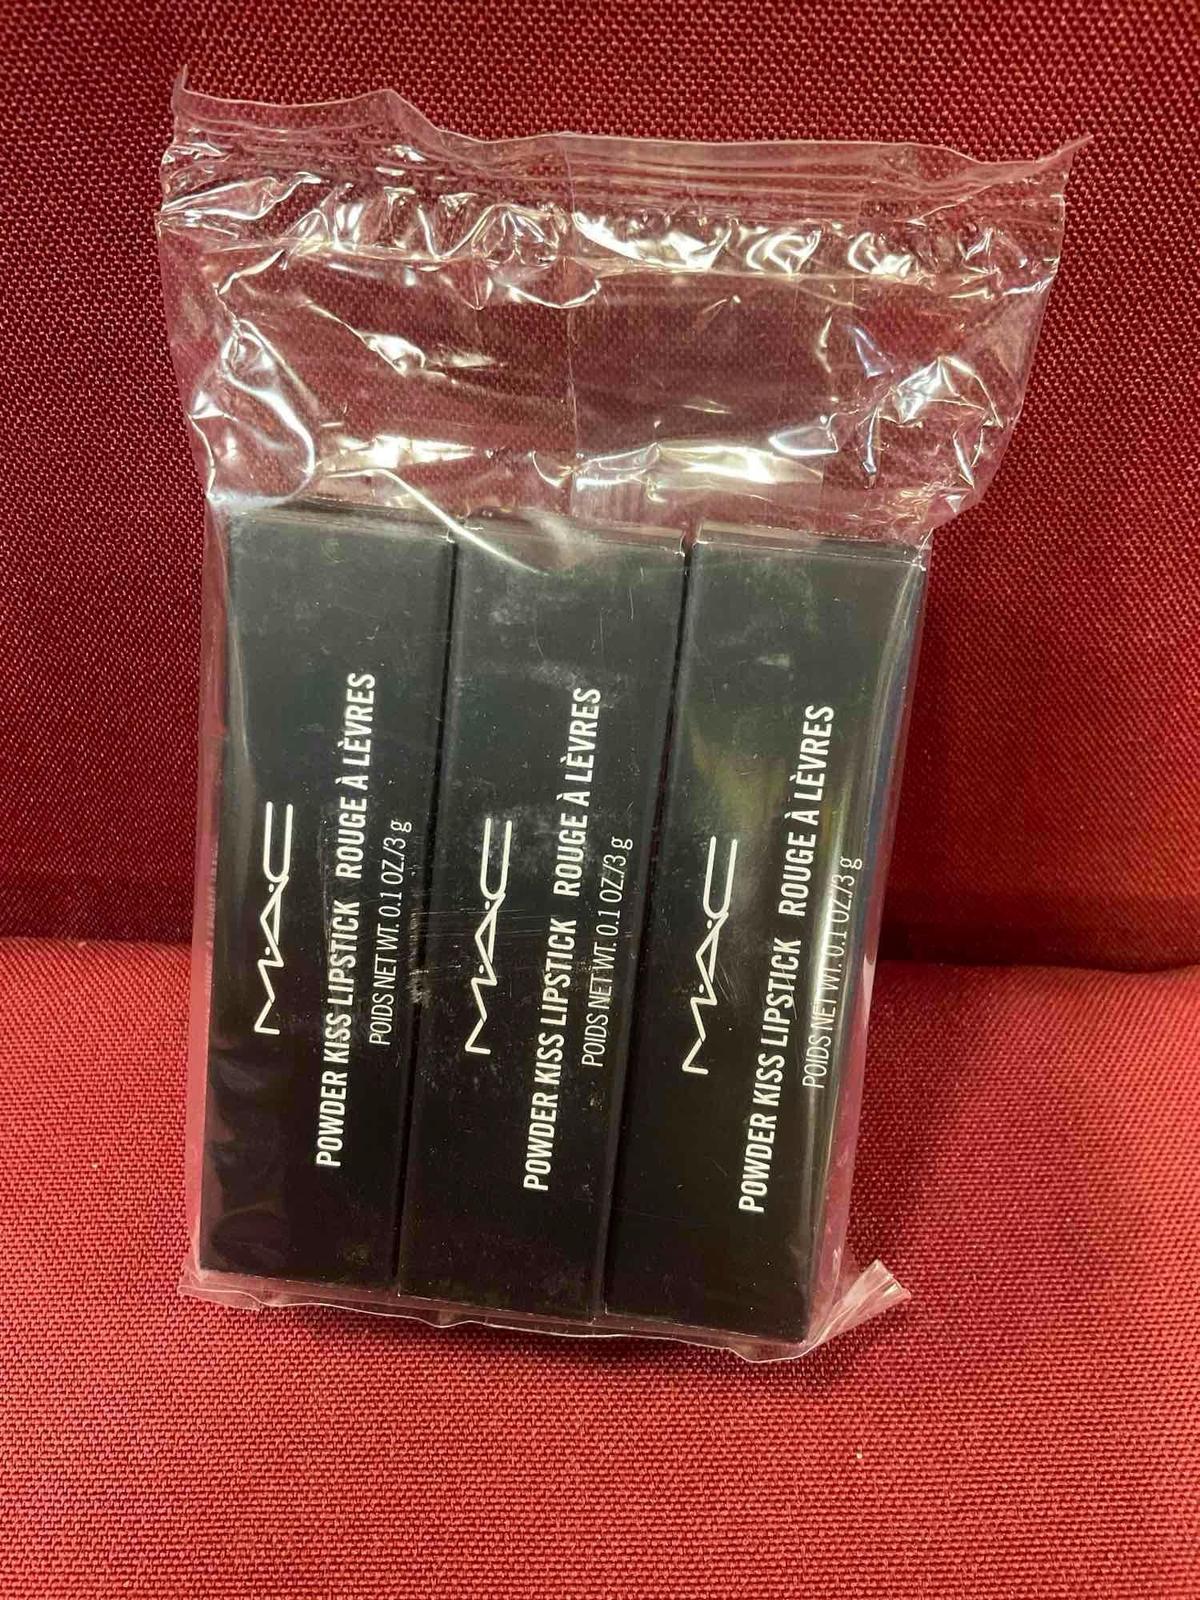 MAC
POWDER KISS LIPSTICK ROUGE À LÈVRES
POIDS NET WT. 0.1 OZ./3 g
MAC
POWDER KISS LIPSTICK ROUGE À LÈVRES
POIDS NET WT. 0.1 OZ./3 g
MAC
POWDER KISS LIPSTICK ROUGE À LÈVRES
POIDS NET WT. 0.1 OZ./3 g